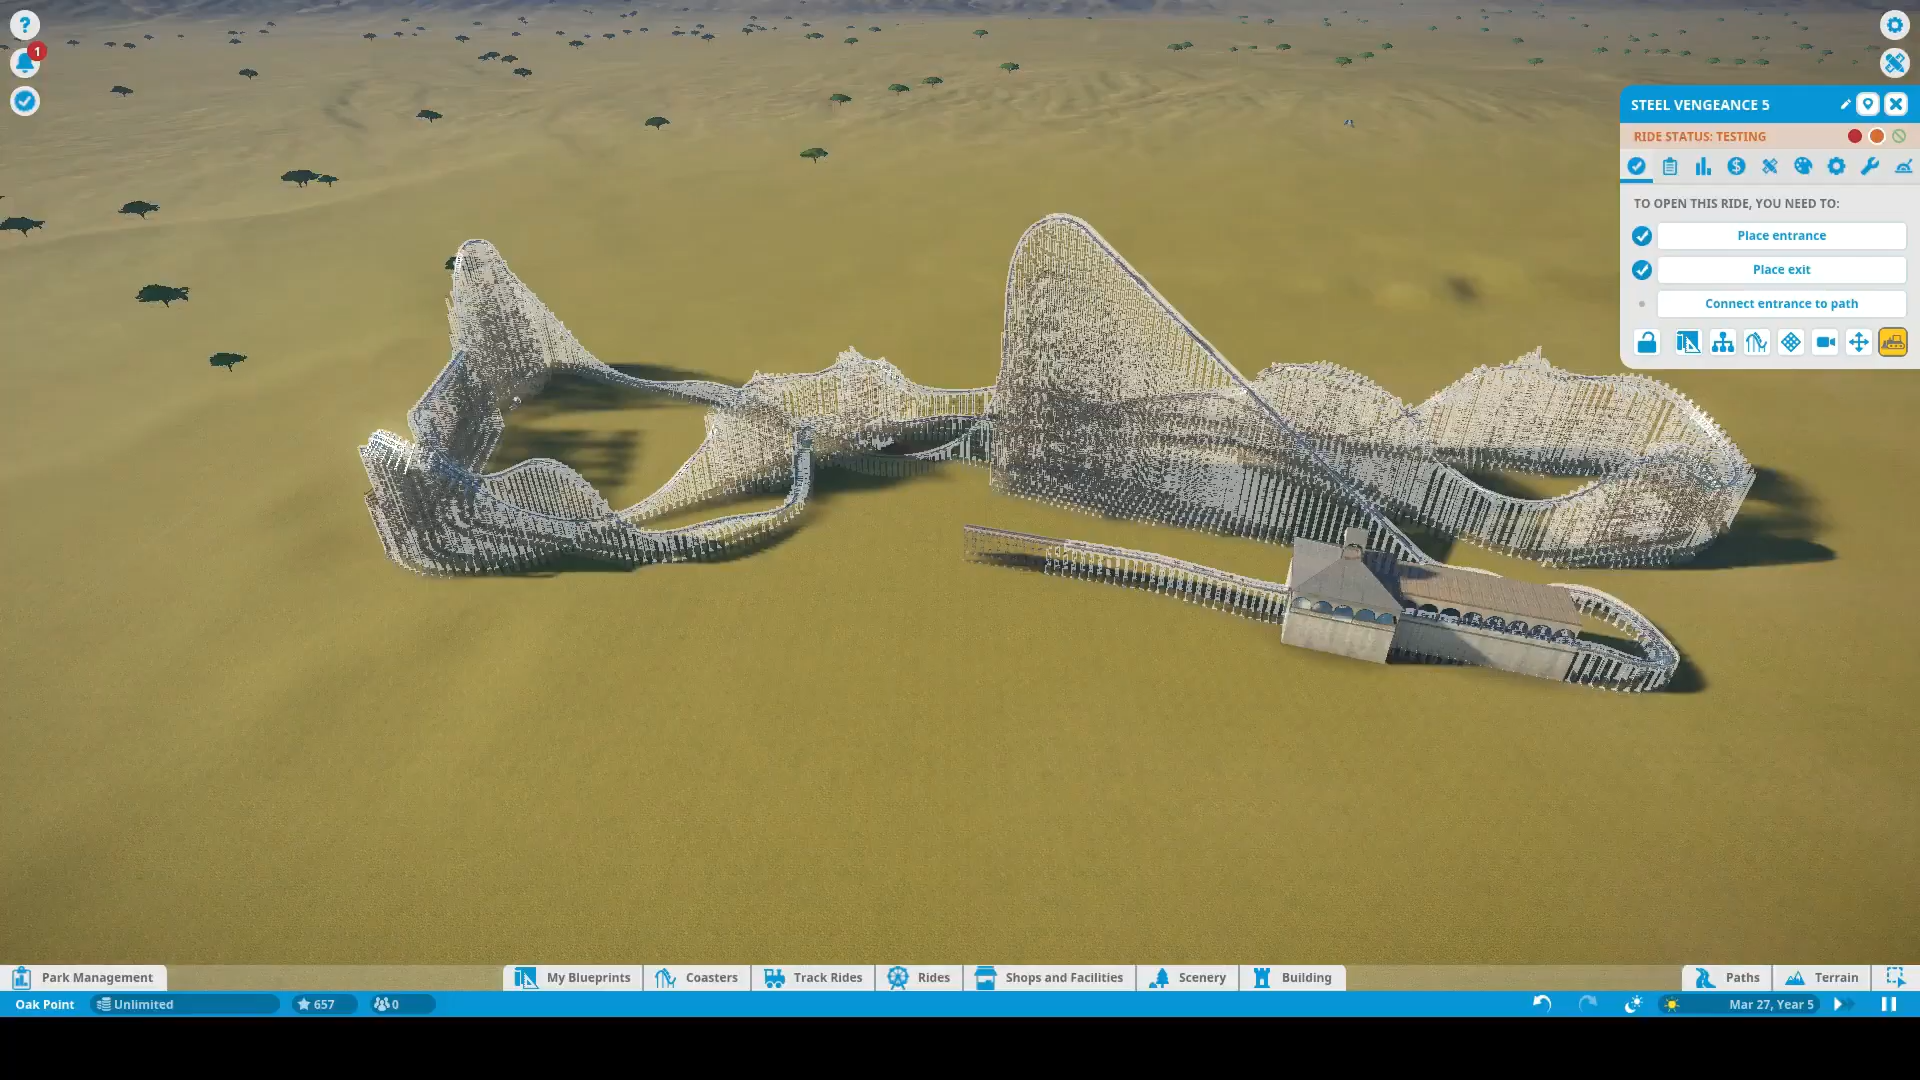 ?
1
STEEL VENGEANCE 5
RIDE STATUS: TESTING
TO OPEN THIS RIDE, YOU NEED TO:
Place entrance
Place exit
Connect entrance to path
Park Management
My Blueprints
Coasters
Track Rides
Rides
Shops and Facilities
Scenery
Building
Paths
Terrain
Oak Point
Unlimited
657
0
Mar 27, Year 5